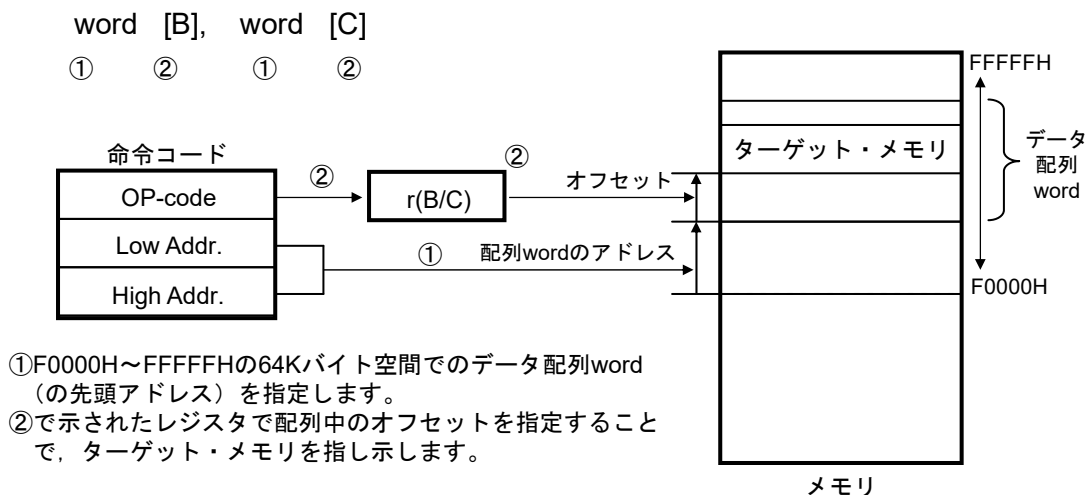 word [B], word [C]
① ② ① ②
FFFFFH
命令コード
OP-code
Low Addr.
High Addr.
②
r(B/C)
②
オフセット
①
配列wordのアドレス
ターゲット・メモリ
データ
配列
word
F0000H
メモリ
①F0000H～FFFFFHの64Kバイト空間でのデータ配列word
（の先頭アドレス）を指定します。
②で示されたレジスタで配列中のオフセットを指定すること
で，ターゲット・メモリを指し示します。